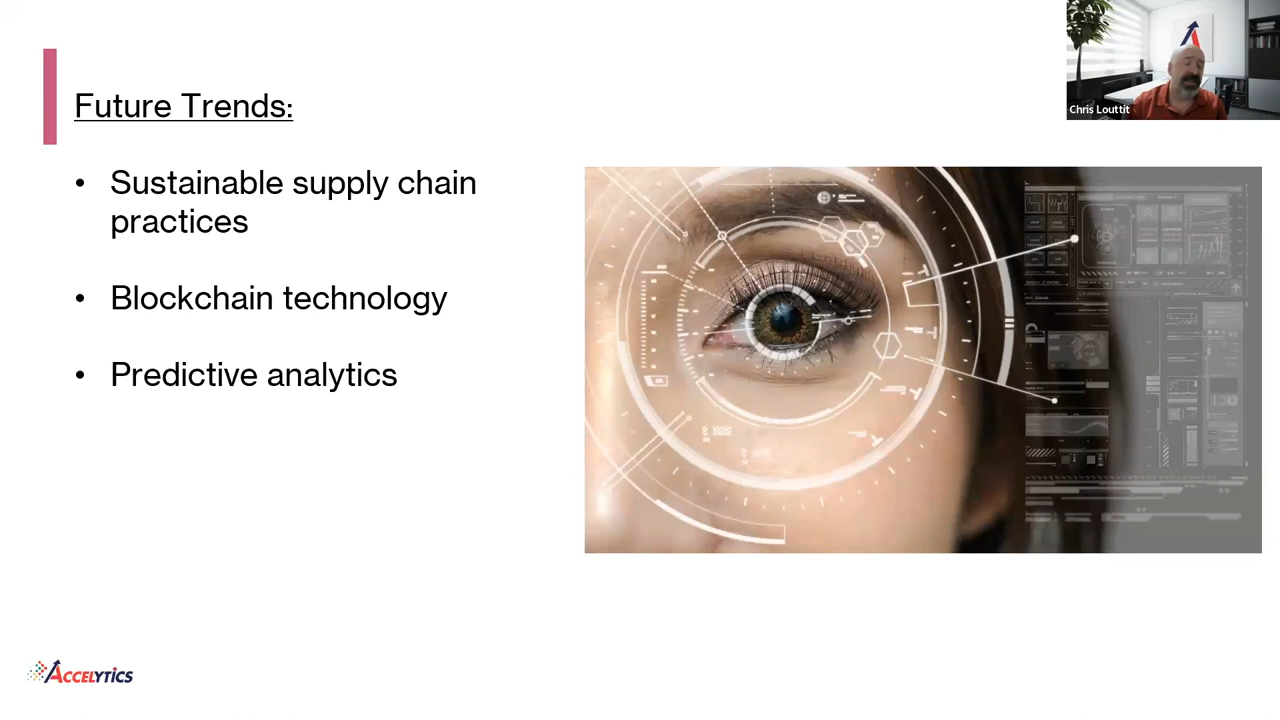 Future Trends:
• Sustainable supply chain
practices
• Blockchain technology
• Predictive analytics
Chris Louttit
ACCELYTICS